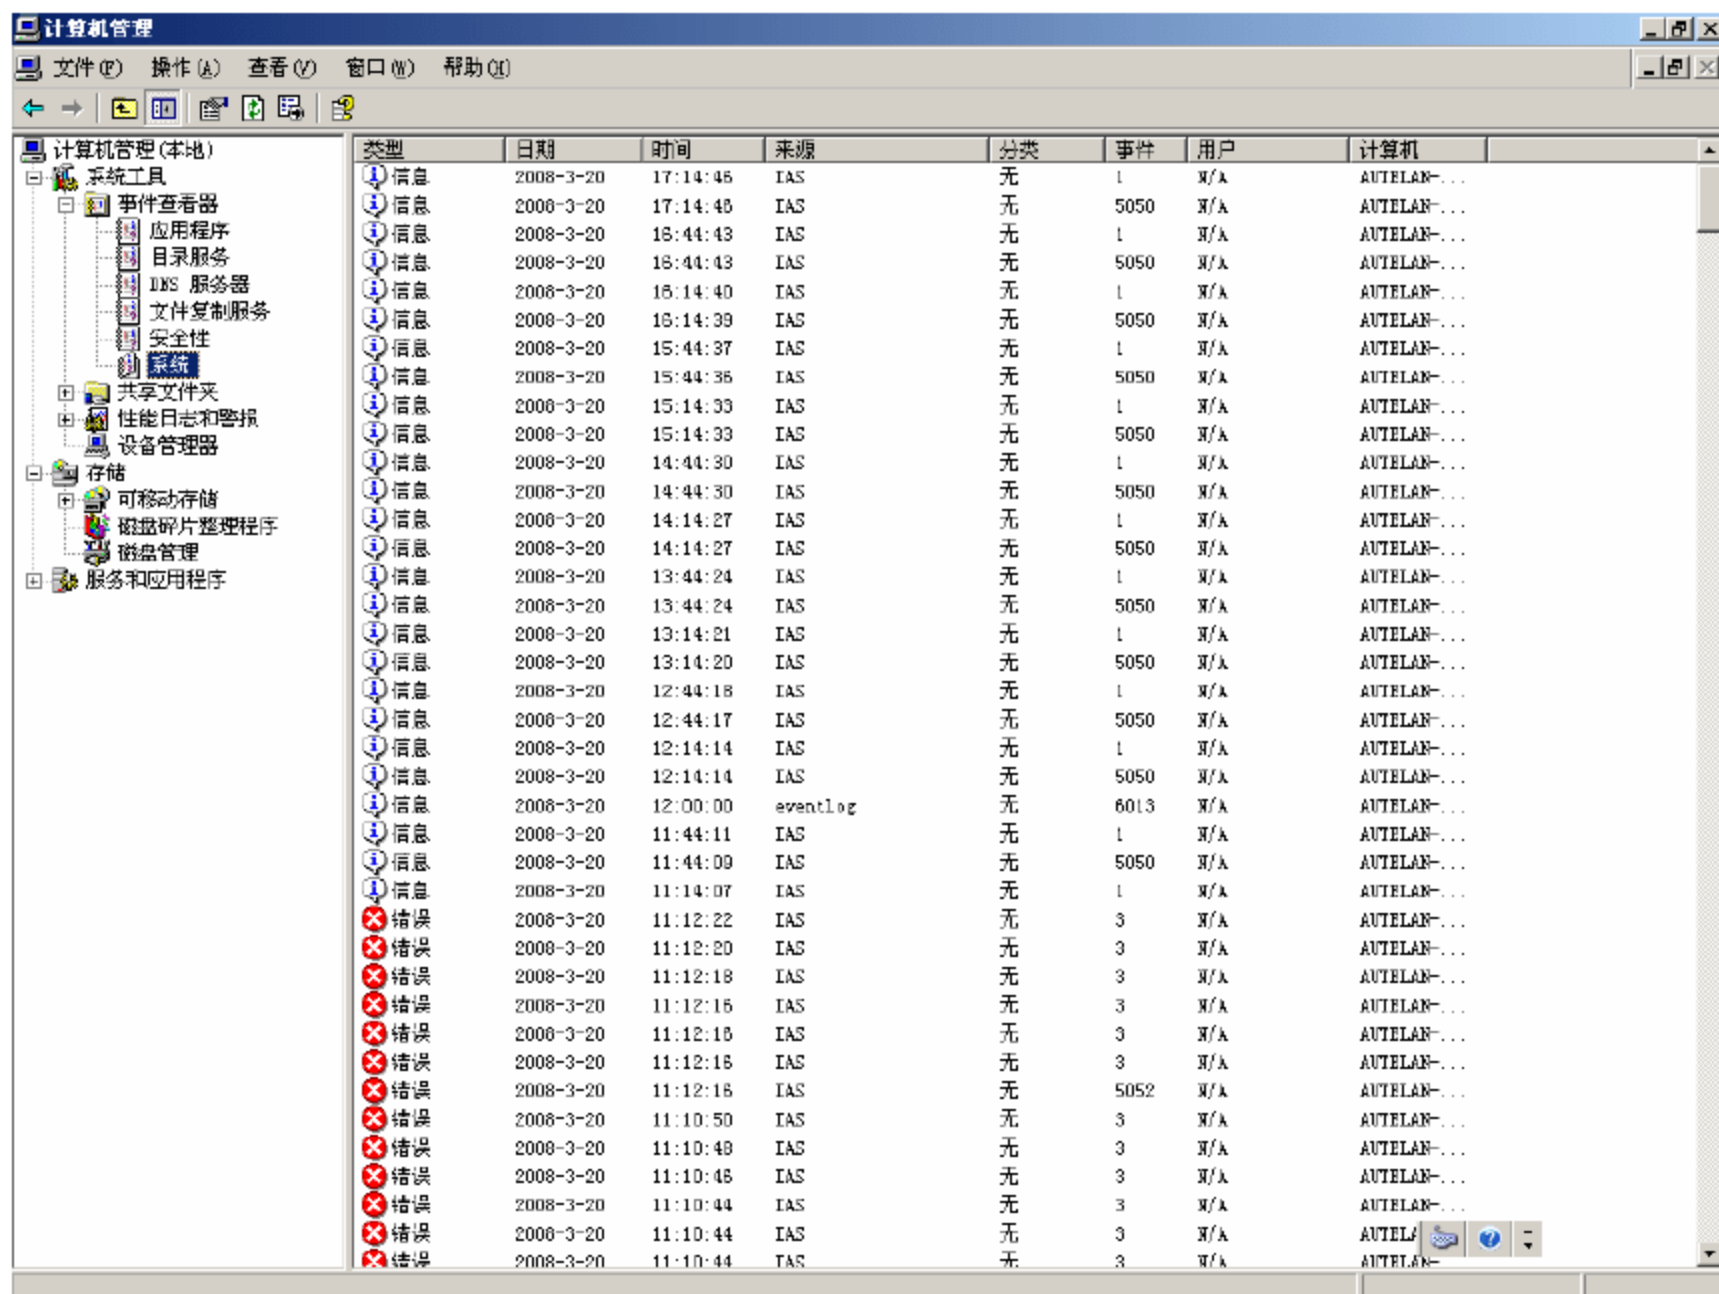 计算机管理
文件(F) 操作(A) 查看(V) 窗口(W) 帮助(H)
计算机管理(本地)
系统工具
事件查看器
应用程序
目录服务
DNS 服务器
文件复制服务
安全性
系统
共享文件夹
性能日志和警报
设备管理器
存储
可移动存储
磁盘碎片整理程序
磁盘管理
服务和应用程序
类型 日期 时间 来源 分类 事件 用户 计算机
信息 2008-3-20 17:14:46 IAS 无 1 N/A AUTELAN-...
信息 2008-3-20 17:14:46 IAS 无 5050 N/A AUTELAN-...
信息 2008-3-20 16:44:43 IAS 无 1 N/A AUTELAN-...
信息 2008-3-20 16:44:43 IAS 无 5050 N/A AUTELAN-...
信息 2008-3-20 16:14:40 IAS 无 1 N/A AUTELAN-...
信息 2008-3-20 16:14:39 IAS 无 5050 N/A AUTELAN-...
信息 2008-3-20 15:44:37 IAS 无 1 N/A AUTELAN-...
信息 2008-3-20 15:44:36 IAS 无 5050 N/A AUTELAN-...
信息 2008-3-20 15:14:33 IAS 无 1 N/A AUTELAN-...
信息 2008-3-20 15:14:33 IAS 无 5050 N/A AUTELAN-...
信息 2008-3-20 14:44:30 IAS 无 1 N/A AUTELAN-...
信息 2008-3-20 14:44:30 IAS 无 5050 N/A AUTELAN-...
信息 2008-3-20 14:14:27 IAS 无 1 N/A AUTELAN-...
信息 2008-3-20 14:14:27 IAS 无 5050 N/A AUTELAN-...
信息 2008-3-20 13:44:24 IAS 无 1 N/A AUTELAN-...
信息 2008-3-20 13:44:24 IAS 无 5050 N/A AUTELAN-...
信息 2008-3-20 13:14:21 IAS 无 1 N/A AUTELAN-...
信息 2008-3-20 13:14:20 IAS 无 5050 N/A AUTELAN-...
信息 2008-3-20 12:44:18 IAS 无 1 N/A AUTELAN-...
信息 2008-3-20 12:44:17 IAS 无 5050 N/A AUTELAN-...
信息 2008-3-20 12:14:14 IAS 无 1 N/A AUTELAN-...
信息 2008-3-20 12:14:14 IAS 无 5050 N/A AUTELAN-...
信息 2008-3-20 12:00:00 eventlog 无 6013 N/A AUTELAN-...
信息 2008-3-20 11:44:11 IAS 无 1 N/A AUTELAN-...
信息 2008-3-20 11:44:09 IAS 无 5050 N/A AUTELAN-...
信息 2008-3-20 11:14:07 IAS 无 1 N/A AUTELAN-...
错误 2008-3-20 11:12:22 IAS 无 3 N/A AUTELAN-...
错误 2008-3-20 11:12:20 IAS 无 3 N/A AUTELAN-...
错误 2008-3-20 11:12:18 IAS 无 3 N/A AUTELAN-...
错误 2008-3-20 11:12:16 IAS 无 3 N/A AUTELAN-...
错误 2008-3-20 11:12:16 IAS 无 3 N/A AUTELAN-...
错误 2008-3-20 11:12:16 IAS 无 3 N/A AUTELAN-...
错误 2008-3-20 11:12:16 IAS 无 5052 N/A AUTELAN-...
错误 2008-3-20 11:10:50 IAS 无 3 N/A AUTELAN-...
错误 2008-3-20 11:10:48 IAS 无 3 N/A AUTELAN-...
错误 2008-3-20 11:10:46 IAS 无 3 N/A AUTELAN-...
错误 2008-3-20 11:10:44 IAS 无 3 N/A AUTELAN-...
错误 2008-3-20 11:10:44 IAS 无 3 N/A AUTELA
错误 2008-3-20 11:10:44 IAS 无 3 N/A AUTELAN-